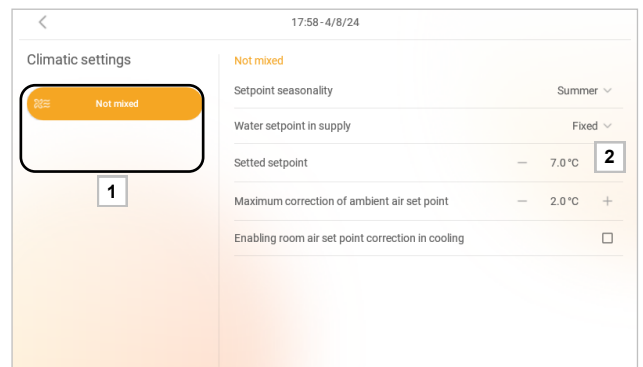 17:58-4/8/24
Climatic settings
Not mixed
1
Not mixed
Setpoint seasonality Summer
Water setpoint in supply Fixed
Setted setpoint — 7.0°C 2
Maximum correction of ambient air set point — 2.0°C +
Enabling room air set point correction in cooling